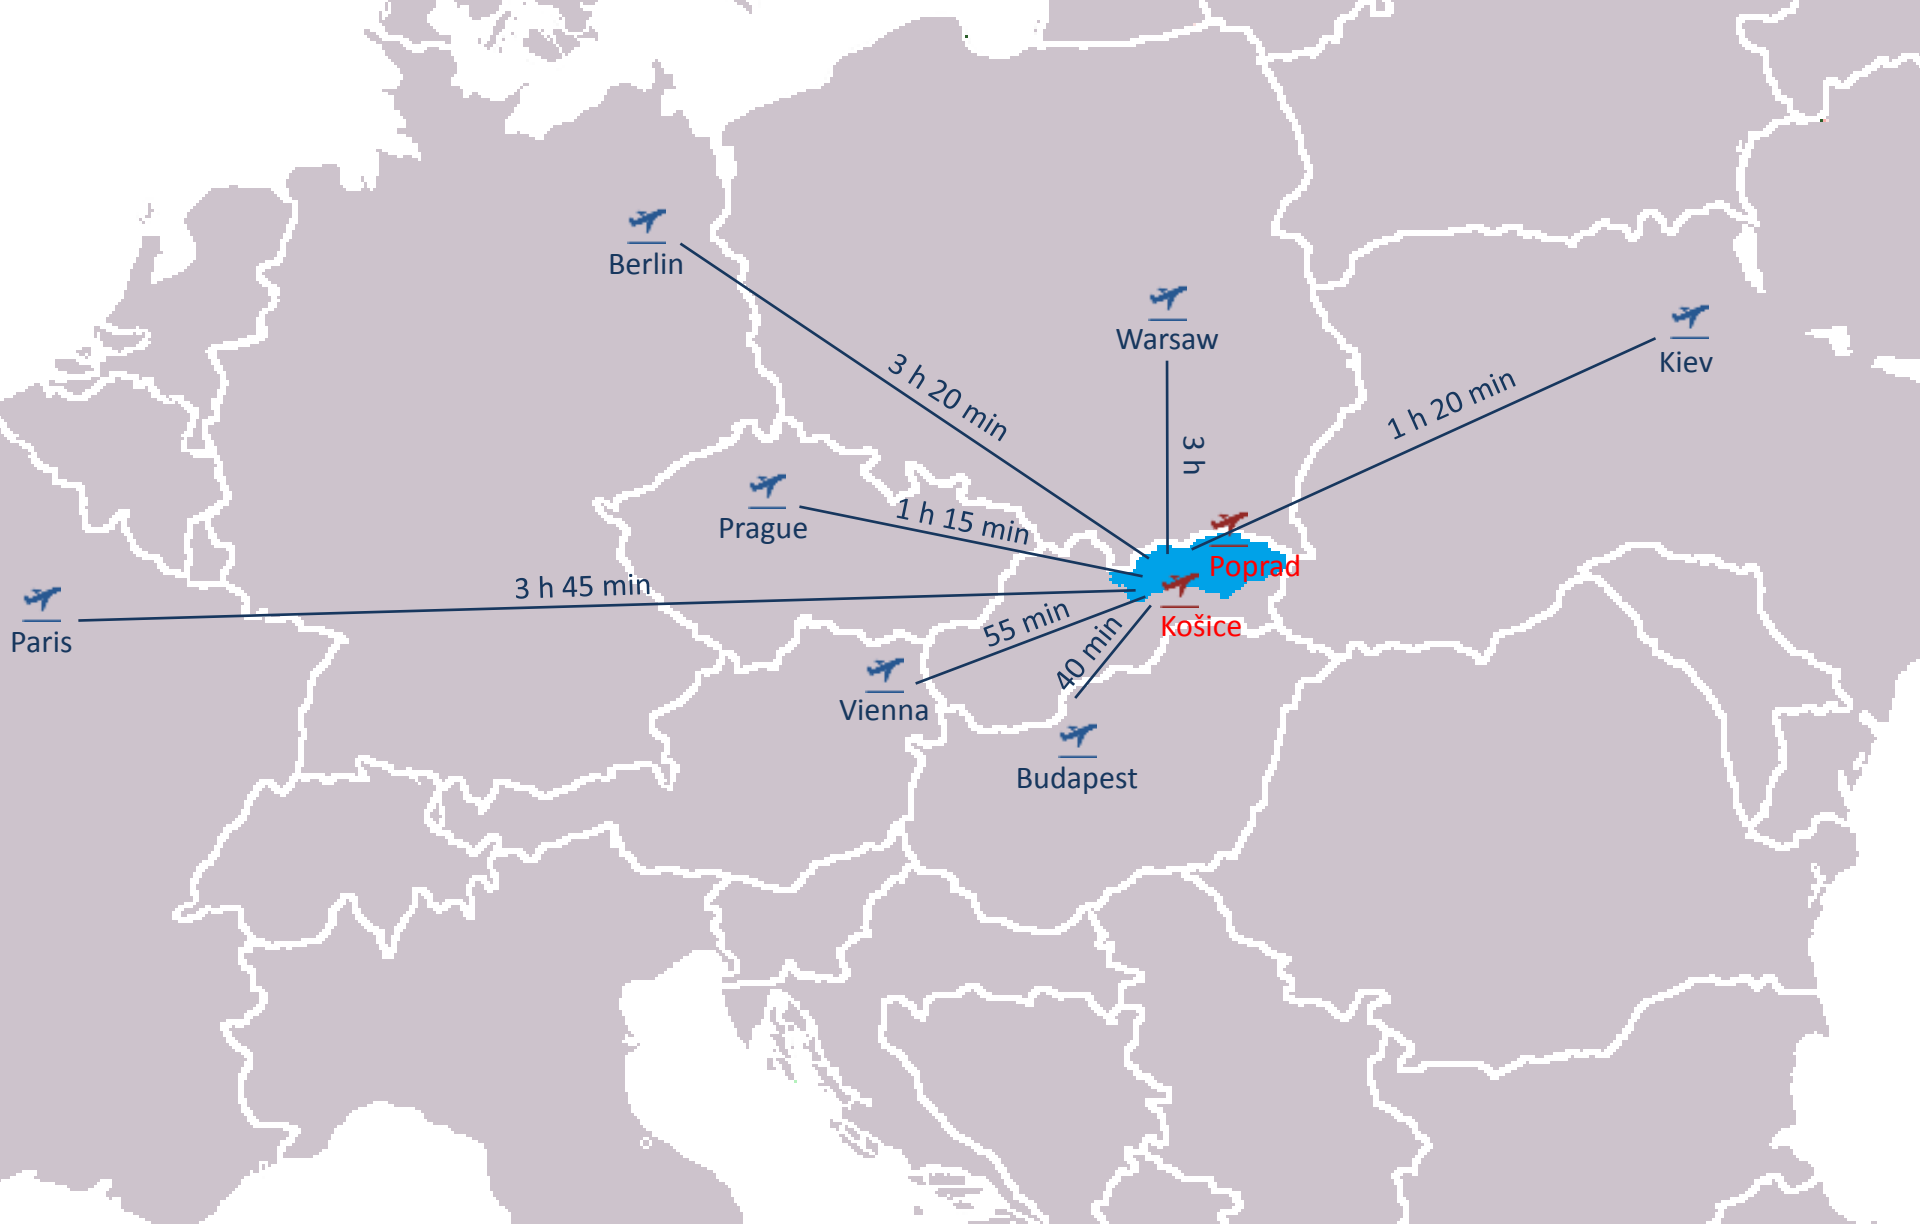 Berlin
Warsaw
Kiev
3 h 20 min
1 h 20 min
3 h
Prague
1 h 15 min
Poprad
3 h 45 min
Paris
55 min
40 min
Košice
Vienna
Budapest